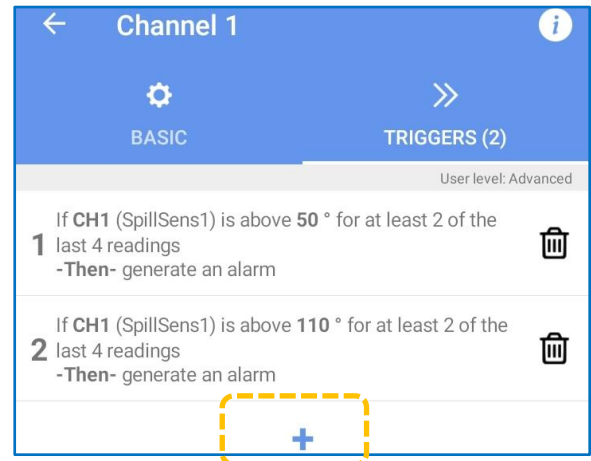 Channel 1
i
BASIC
TRIGGERS (2)
User level: Advanced
If CH1 (SpillSens1) is above 50 ° for at least 2 of the
1 last 4 readings
-Then- generate an alarm
If CH1 (SpillSens1) is above 110 ° for at least 2 of the
2 last 4 readings
-Then- generate an alarm
+